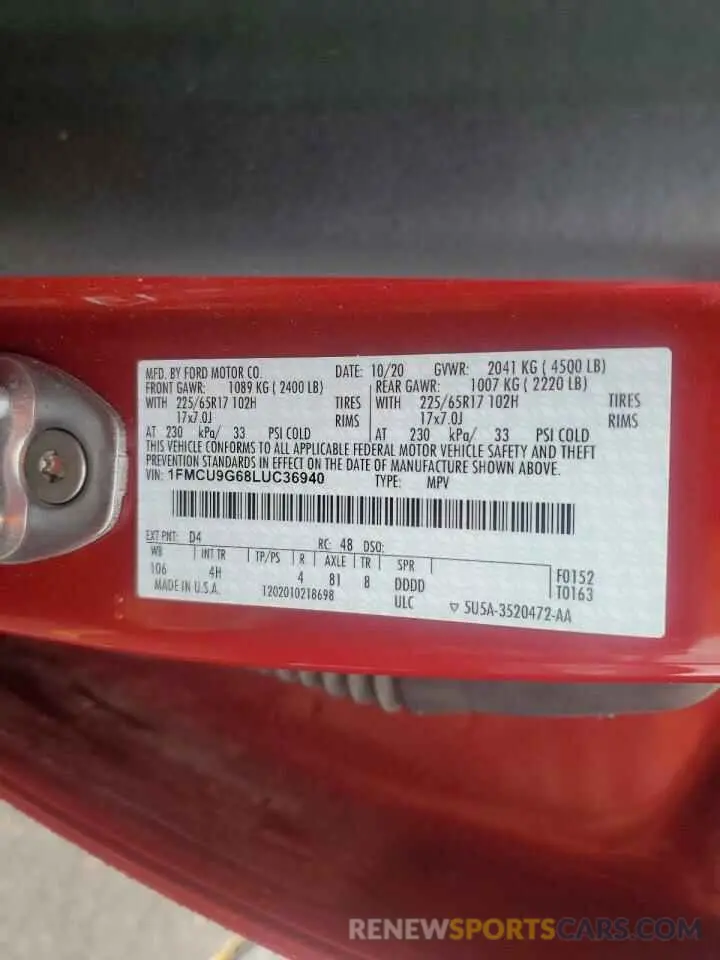 MFD. BY FORD MOTOR CO. DATE: 10/20 GVWR: 2041 KG ( 4500 LB)
FRONT GAWR: 1089 KG ( 2400 LB) REAR GAWR: 1007 KG ( 2220 LB)
WITH 225/65R17 102H TIRES WITH 225/65R17 102H TIRES
17x7.0J RIMS 17x7.0J RIMS
AT 230 kPa/ 33 PSI COLD AT 230 kPa/ 33 PSI COLD
THIS VEHICLE CONFORMS TO ALL APPLICABLE FEDERAL MOTOR VEHICLE SAFETY AND THEFT
PREVENTION STANDARDS IN EFFECT ON THE DATE OF MANUFACTURE SHOWN ABOVE.
VIN: 1FMCU9G68LUC36940 TYPE: MPV
EXT PNT: D4 RC: 48 DSO:
WB INT TR TP/PS R AXLE TR SPR
106 4H 4 81 8 DDDD F0152
MADE IN U.S.A. 1202010218698 ULC T0163
▽ 5U5A-3520472-AA
RENEWSPORTSCARS.COM